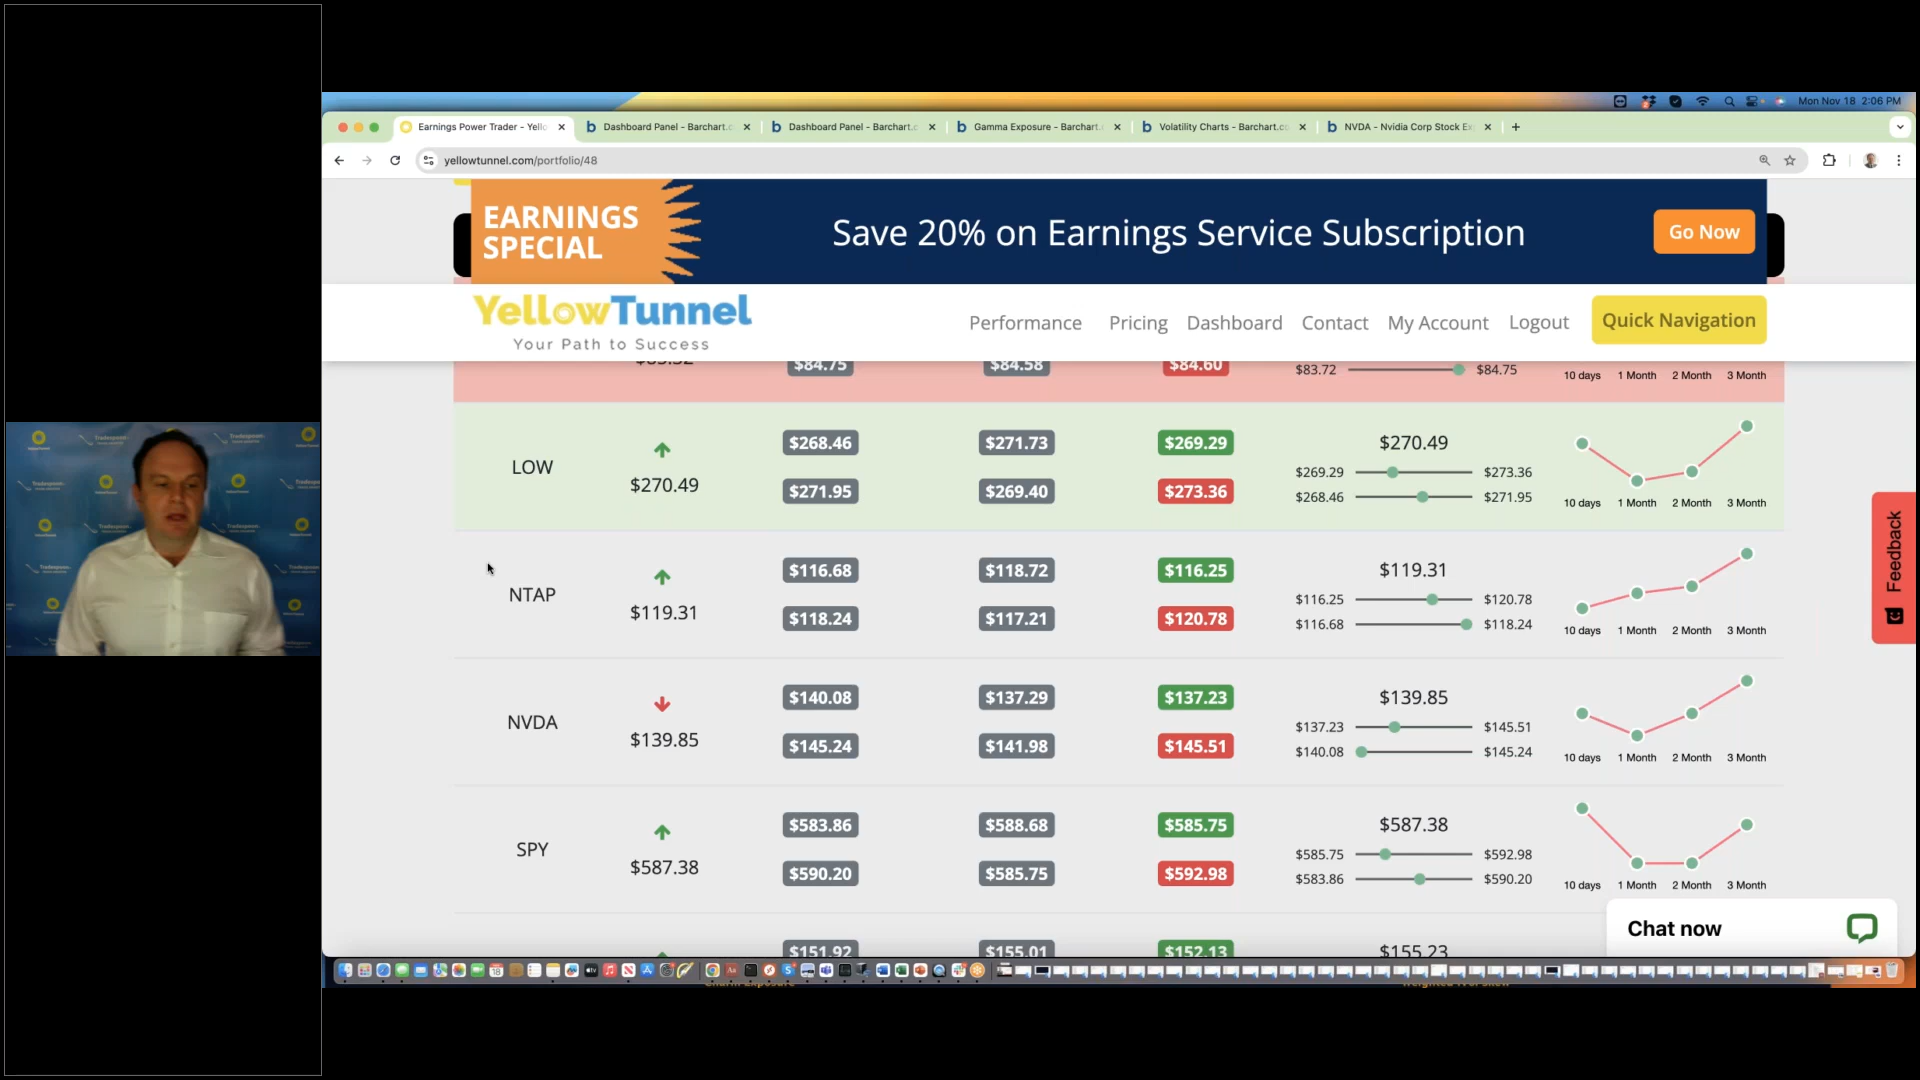 Mon Nov 18 2:06 PM
Earnings Power Trader - Yello
Dashboard Panel - Barchart.c
Dashboard Panel - Barchart.c
Gamma Exposure - Barchart.
Volatility Charts - Barchart.co
NVDA - Nvidia Corp Stock Ex
yellowtunnel.com/portfolio/48
EARNINGS
SPECIAL
Save 20% on Earnings Service Subscription
Go Now
YellowTunnel
Your Path to Success
Performance
Pricing
Dashboard
Contact
My Account
Logout
Quick Navigation
$84.75
$84.58
$84.60
$83.72
$84.75
10 days 1 Month 2 Month 3 Month
LOW
$270.49
$268.46
$271.95
$271.73
$269.40
$269.29
$273.36
$270.49
$269.29 $273.36
$268.46 $271.95
10 days 1 Month 2 Month 3 Month
NTAP
$119.31
$116.68
$118.24
$118.72
$117.21
$116.25
$120.78
$119.31
$116.25 $120.78
$116.68 $118.24
10 days 1 Month 2 Month 3 Month
NVDA
$139.85
$140.08
$145.24
$137.29
$141.98
$137.23
$145.51
$139.85
$137.23 $145.51
$140.08 $145.24
10 days 1 Month 2 Month 3 Month
SPY
$587.38
$583.86
$590.20
$588.68
$585.75
$585.75
$592.98
$587.38
$585.75 $592.98
$583.86 $590.20
10 days 1 Month 2 Month 3 Month
$151.92
$155.01
$152.13
$155.23
Feedback
Chat now